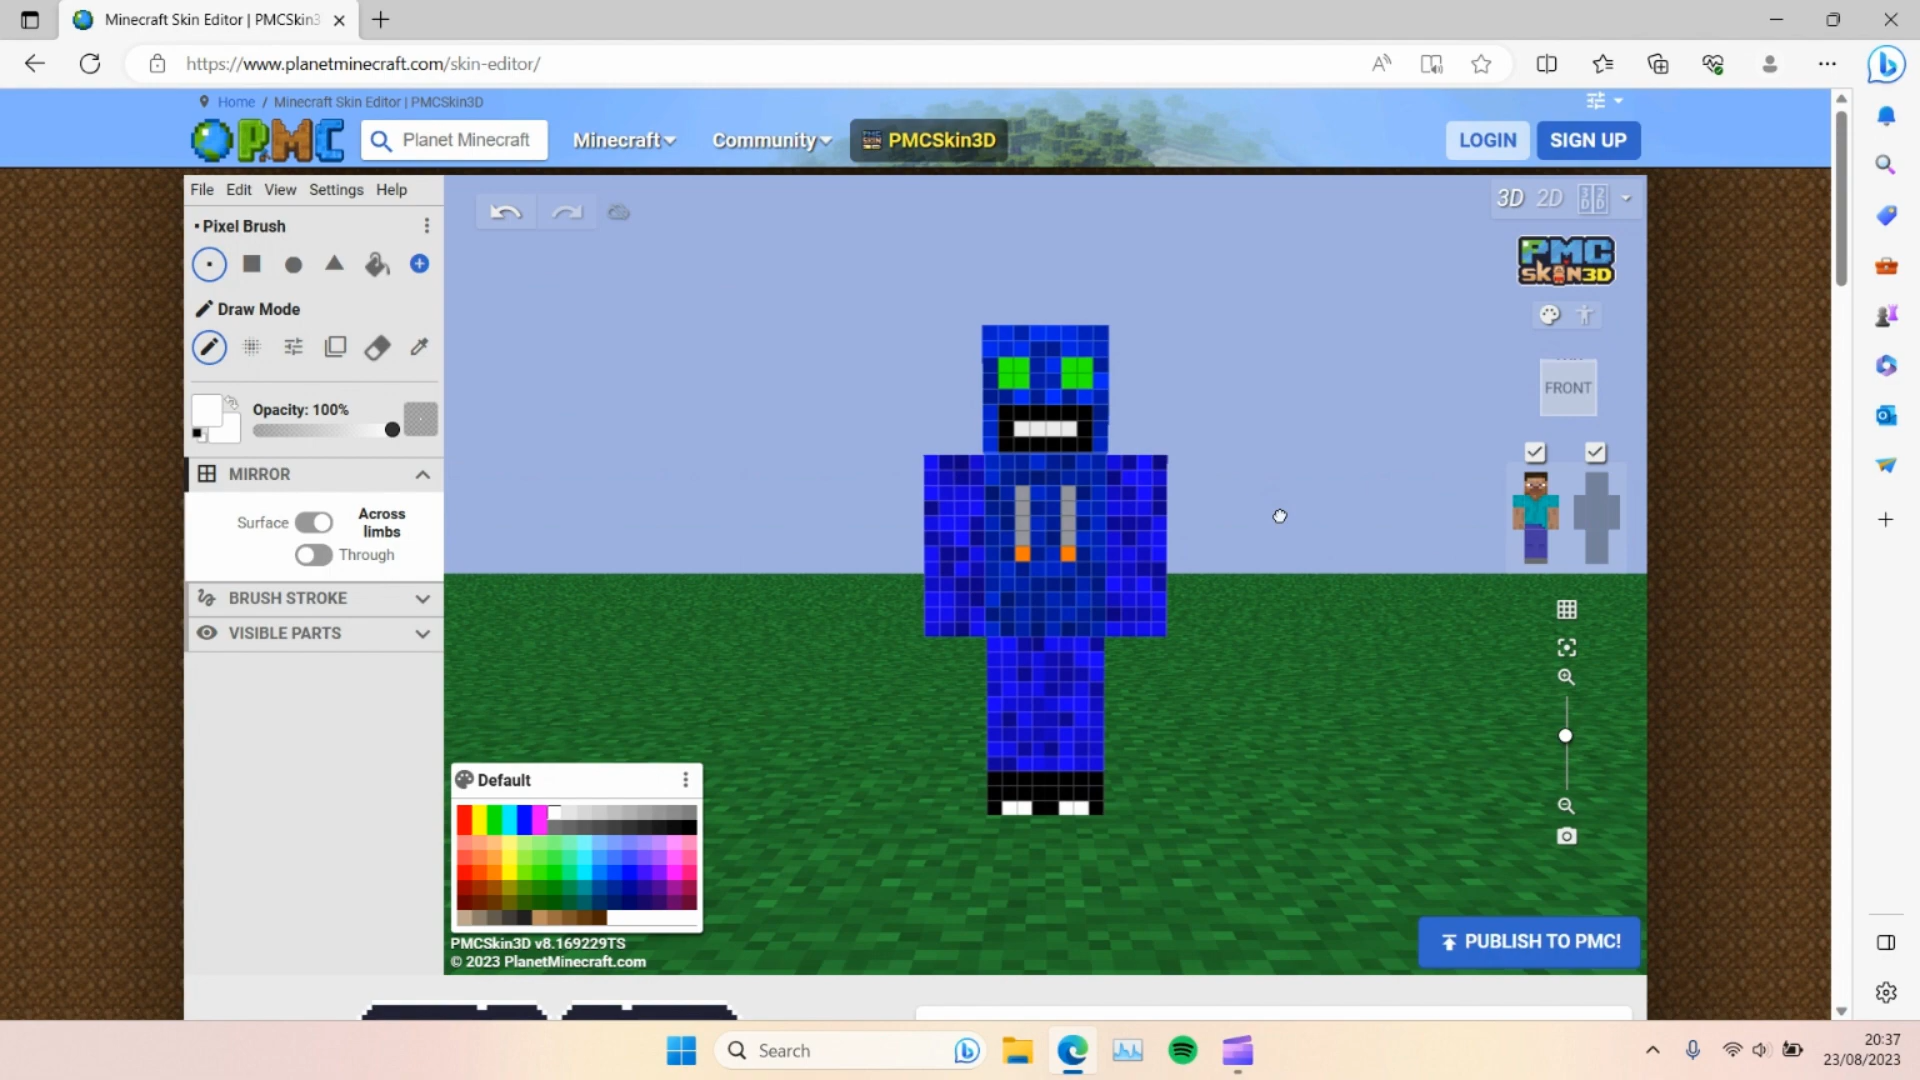 Minecraft Skin Editor | PMCSkin3
https://www.planetminecraft.com/skin-editor/
Home / Minecraft Skin Editor | PMCSkin3D
PMC
Planet Minecraft
Minecraft
Community
PMCSkin3D
LOGIN
SIGN UP
File Edit View Settings Help
3D 2D
Pixel Brush
PMC
SKIN3D
Draw Mode
FRONT
Opacity: 100%
MIRROR
Surface
Across
limbs
Through
BRUSH STROKE
VISIBLE PARTS
Default
PMCSkin3D v8.169229TS
© 2023 PlanetMinecraft.com
PUBLISH TO PMC!
Search
20:37
23/08/2023